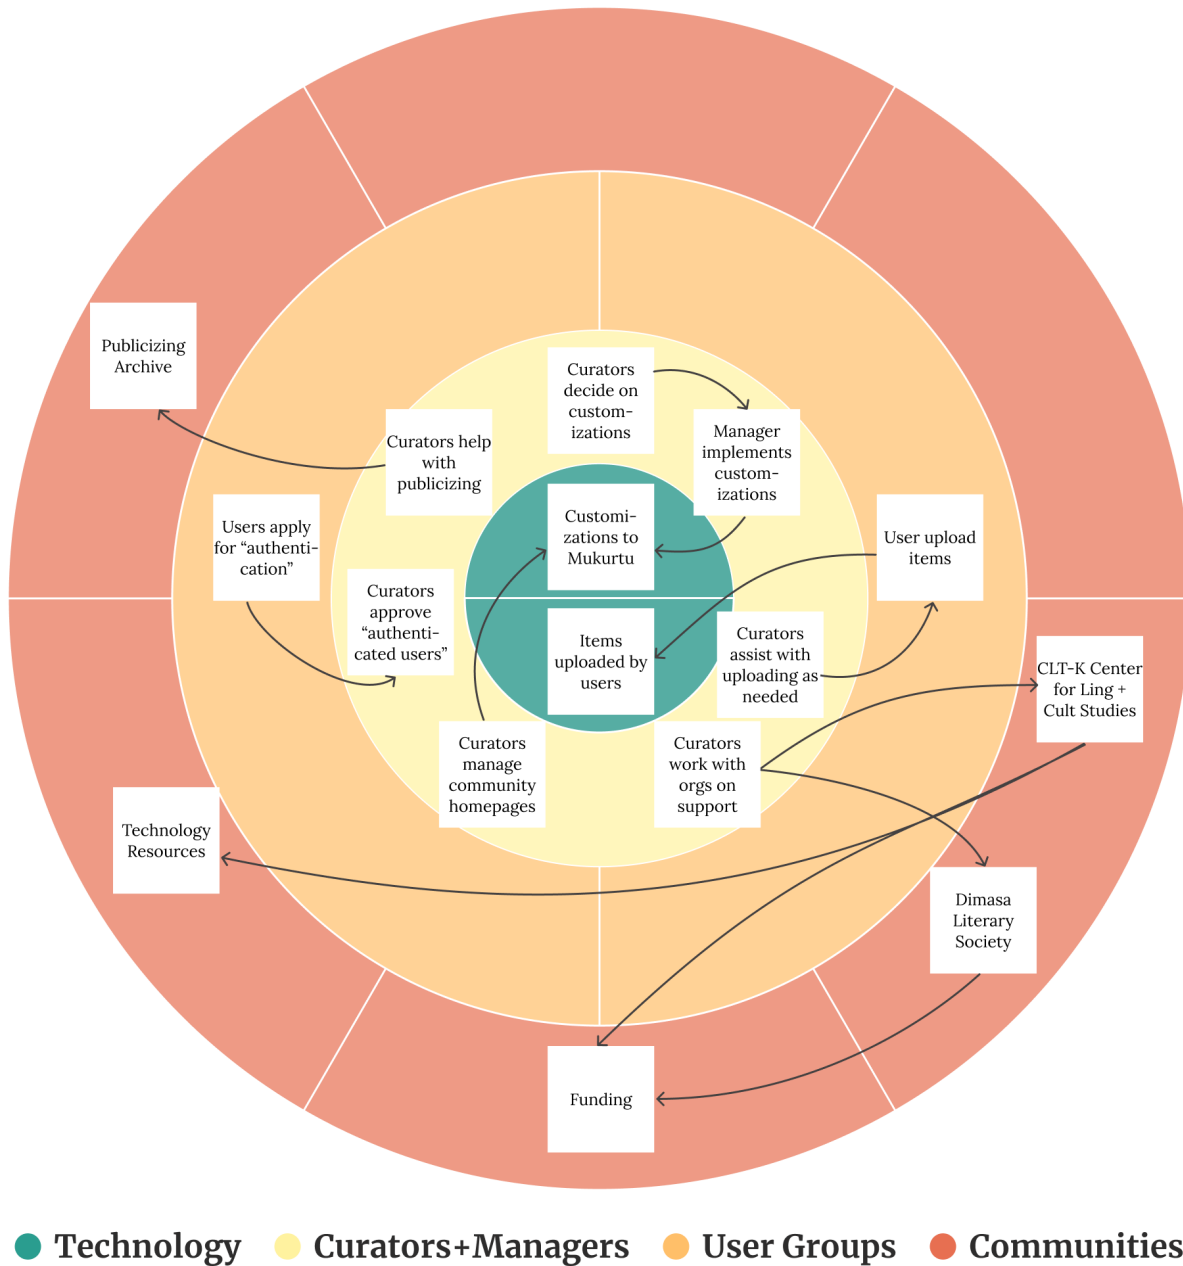 Publicizing
Archive
Curators
decide on
custom-
izations
Manager
implements
custom-
izations
Curators help
with
publicizing
Customi-
zations to
Mukurtu
Users apply
for “authenti-
cation”
User upload
items
Curators
approve
“authenti-
cated users”
Items
uploaded by
users
Curators
assist with
uploading as
needed
CLT-K Center
for Ling +
Cult Studies
Curators
manage
community
homepages
Curators
work with
orgs on
support
Technology
Resources
Dimasa
Literary
Society
Funding
Technology
Curators+Managers
User Groups
Communities